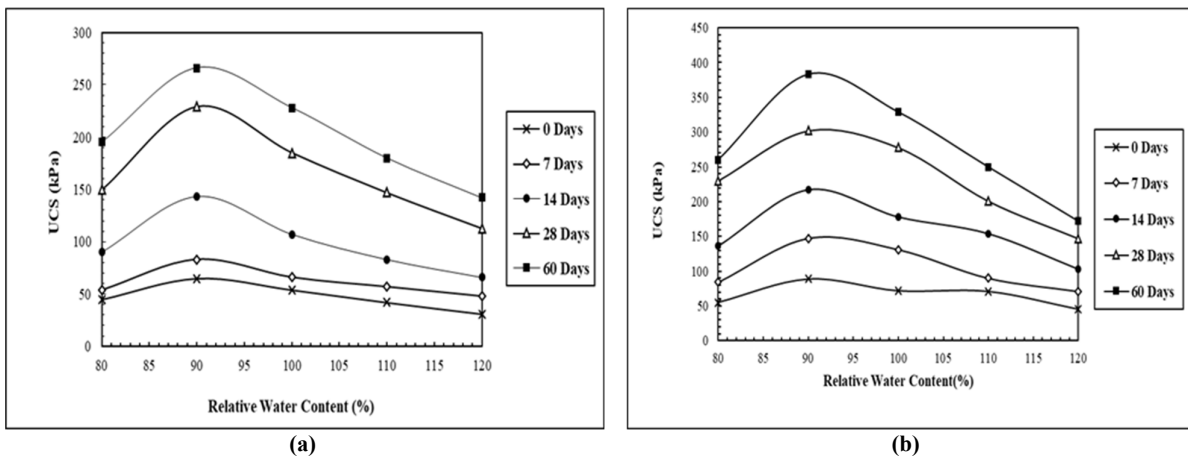 300
250
200
150
100
50
0
UCS (kPa)
80 85 90 95 100 105 110 115 120
Relative Water Content (%)
0 Days
7 Days
14 Days
28 Days
60 Days
(a)
450
400
350
300
250
200
150
100
50
0
UCS (kPa)
80 85 90 95 100 105 110 115 120
Relative Water Content(%)
0 Days
7 Days
14 Days
28 Days
60 Days
(b)